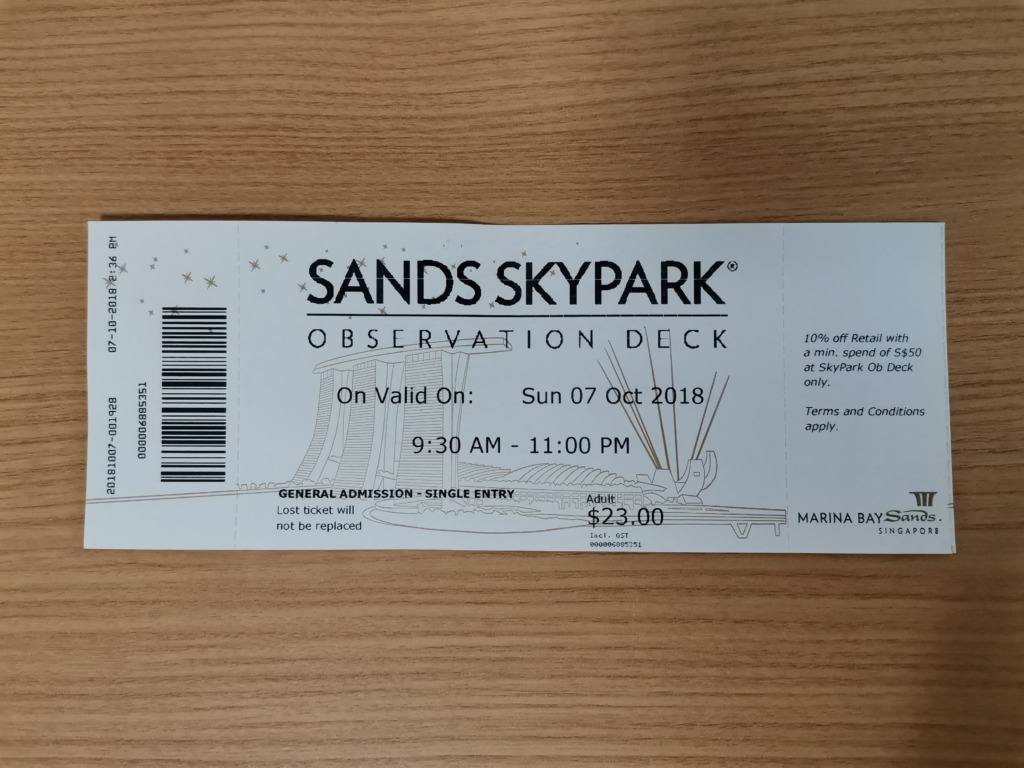 07-10-2018 2:36 PM
20181007-001928
000006885351
SANDS SKYPARK®
OBSERVATION DECK
On Valid On: Sun 07 Oct 2018
9:30 AM - 11:00 PM
GENERAL ADMISSION - SINGLE ENTRY
Lost ticket will
not be replaced
Adult
$23.00
Incl. GST
000006885351
10% off Retail with
a min. spend of S$50
at SkyPark Ob Deck
only.
Terms and Conditions
apply.
MARINA BAY Sands.
SINGAPORE